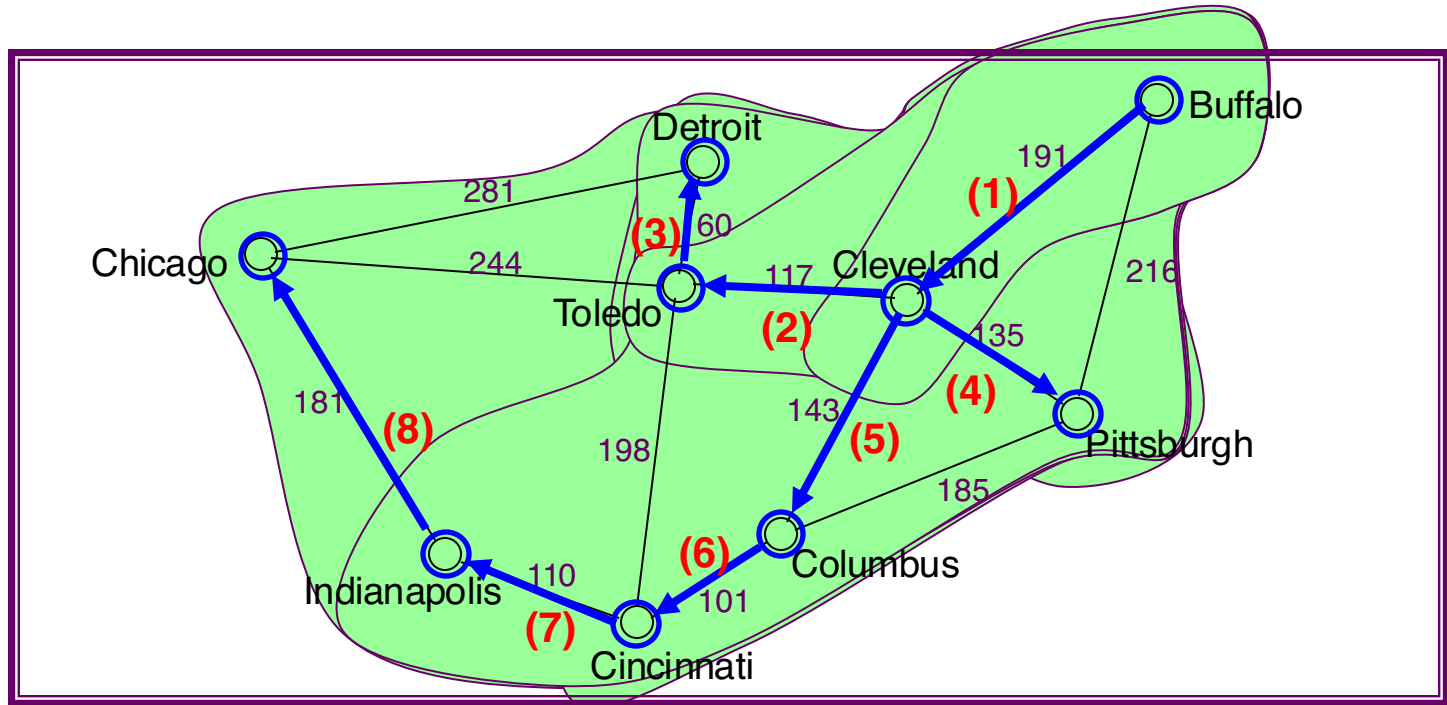 Buffalo
Detroit
191
281
(1)
(3)
60
Chicago
244
117
Cleveland
216
Toledo
(2)
135
181
143
(4)
(8)
(5)
198
Pittsburgh
185
(6)
Columbus
110
Indianapolis
101
(7)
Cincinnati